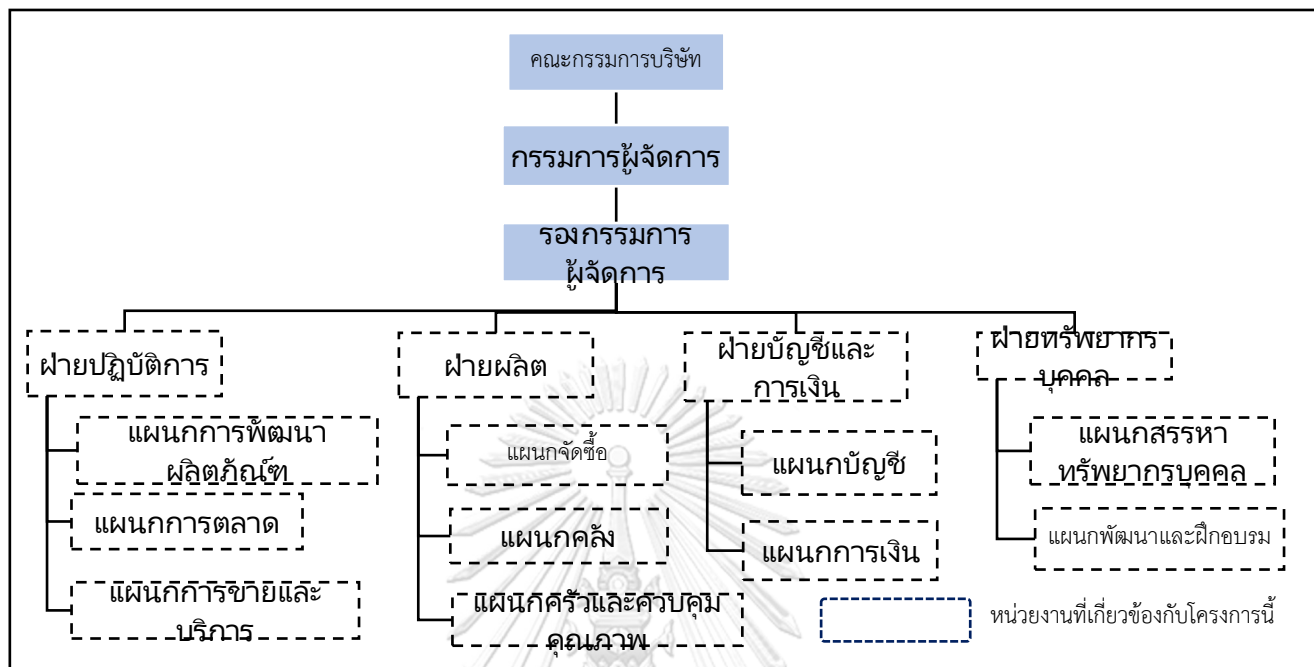 คณะกรรมการบริษัท
กรรมการผู้จัดการ
รองกรรมการ
ผู้จัดการ
ฝ่ายปฏิบัติการ
แผนกการพัฒนา
ผลิตภัณฑ์
แผนกการตลาด
แผนกการขายและ
บริการ
ฝ่ายผลิต
แผนกจัดซื้อ
แผนกคลัง
แผนกครัวและควบคุม
คุณภาพ
ฝ่ายบัญชีและ
การเงิน
แผนกบัญชี
แผนกการเงิน
ฝ่ายทรัพยากร
บุคคล
แผนกสรรหา
ทรัพยากรบุคคล
แผนกพัฒนาและฝึกอบรม
หน่วยงานที่เกี่ยวข้องกับโครงการนี้